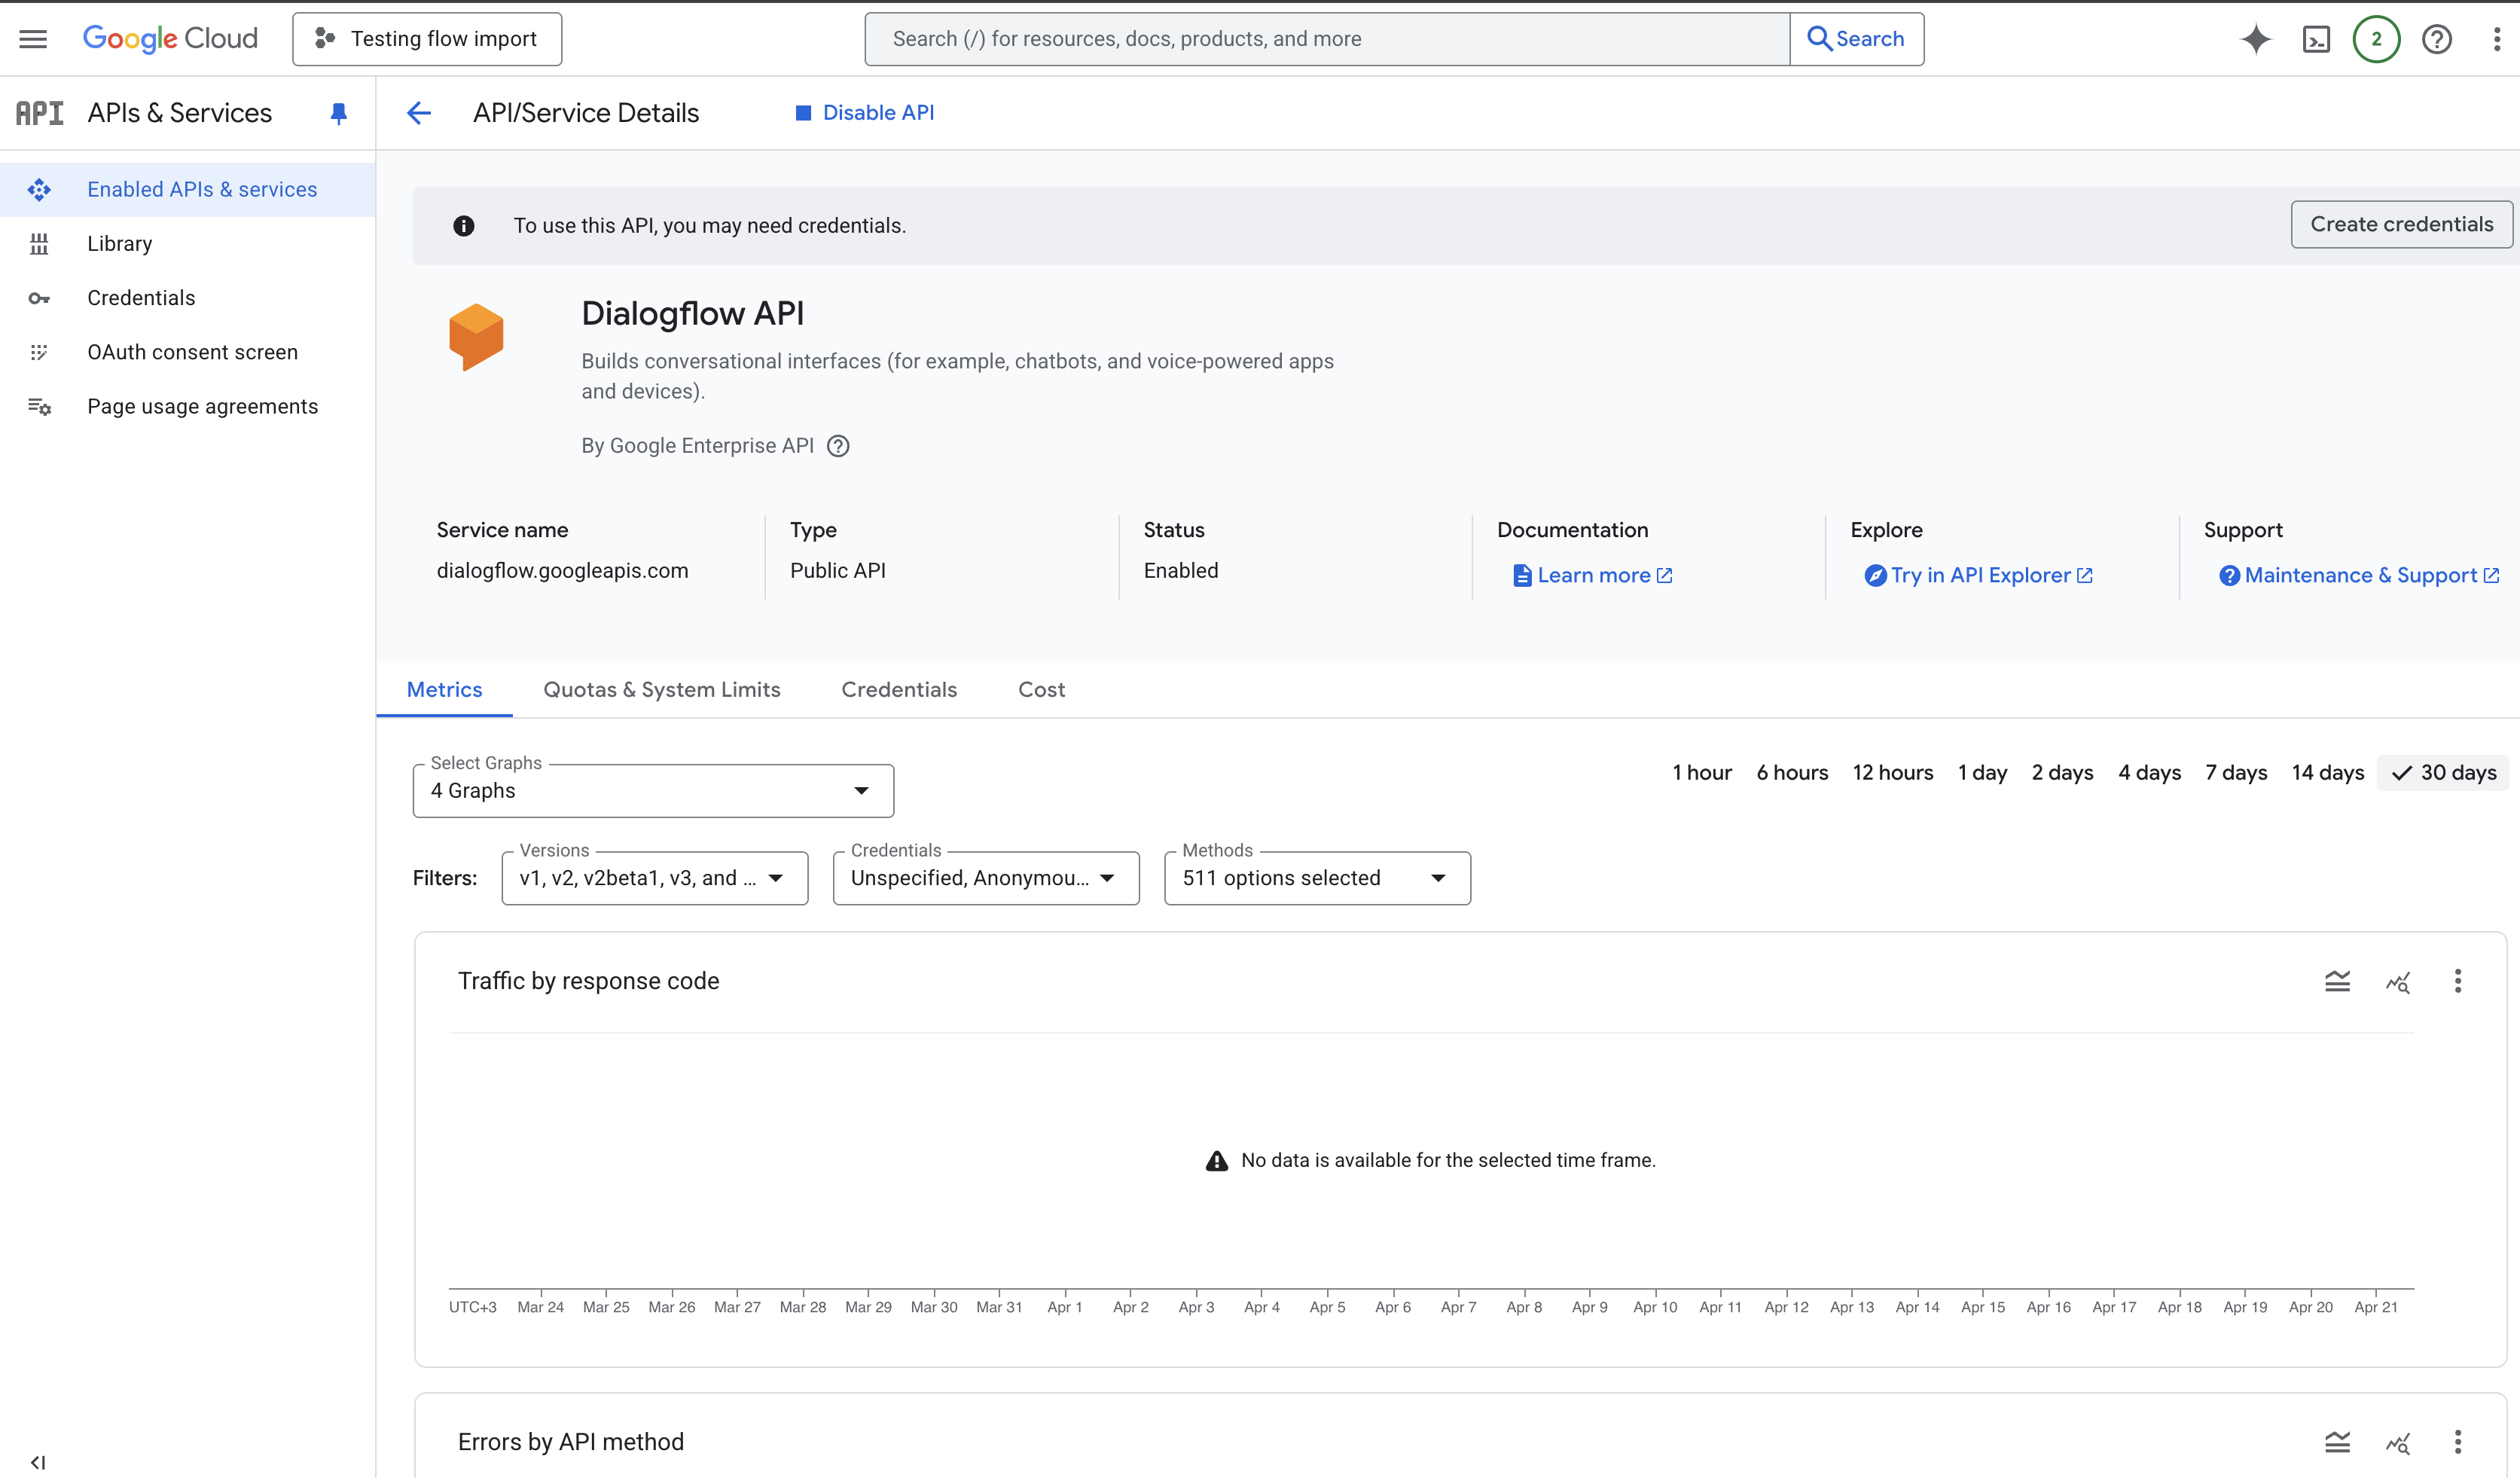 Google Cloud
Testing flow import
Search (/) for resources, docs, products, and more
Search
2
API
APIs & Services
API/Service Details
Disable API
Enabled APIs & services
Library
Credentials
OAuth consent screen
Page usage agreements
To use this API, you may need credentials.
Create credentials
Dialogflow API
Builds conversational interfaces (for example, chatbots, and voice-powered apps
and devices).
By Google Enterprise API
Service name
dialogflow.googleapis.com
Type
Public API
Status
Enabled
Documentation
Learn more
Explore
Try in API Explorer
Support
Maintenance & Support
Metrics Quotas & System Limits Credentials Cost
Select Graphs
4 Graphs
1 hour 6 hours 12 hours 1 day 2 days 4 days 7 days 14 days 30 days
Filters:
Versions
v1, v2, v2beta1, v3, and ...
Credentials
Unspecified, Anonymou...
Methods
511 options selected
Traffic by response code
No data is available for the selected time frame.
UTC+3 Mar 24 Mar 25 Mar 26 Mar 27 Mar 28 Mar 29 Mar 30 Mar 31 Apr 1 Apr 2 Apr 3 Apr 4 Apr 5 Apr 6 Apr 7 Apr 8 Apr 9 Apr 10 Apr 11 Apr 12 Apr 13 Apr 14 Apr 15 Apr 16 Apr 17 Apr 18 Apr 19 Apr 20 Apr 21
Errors by API method